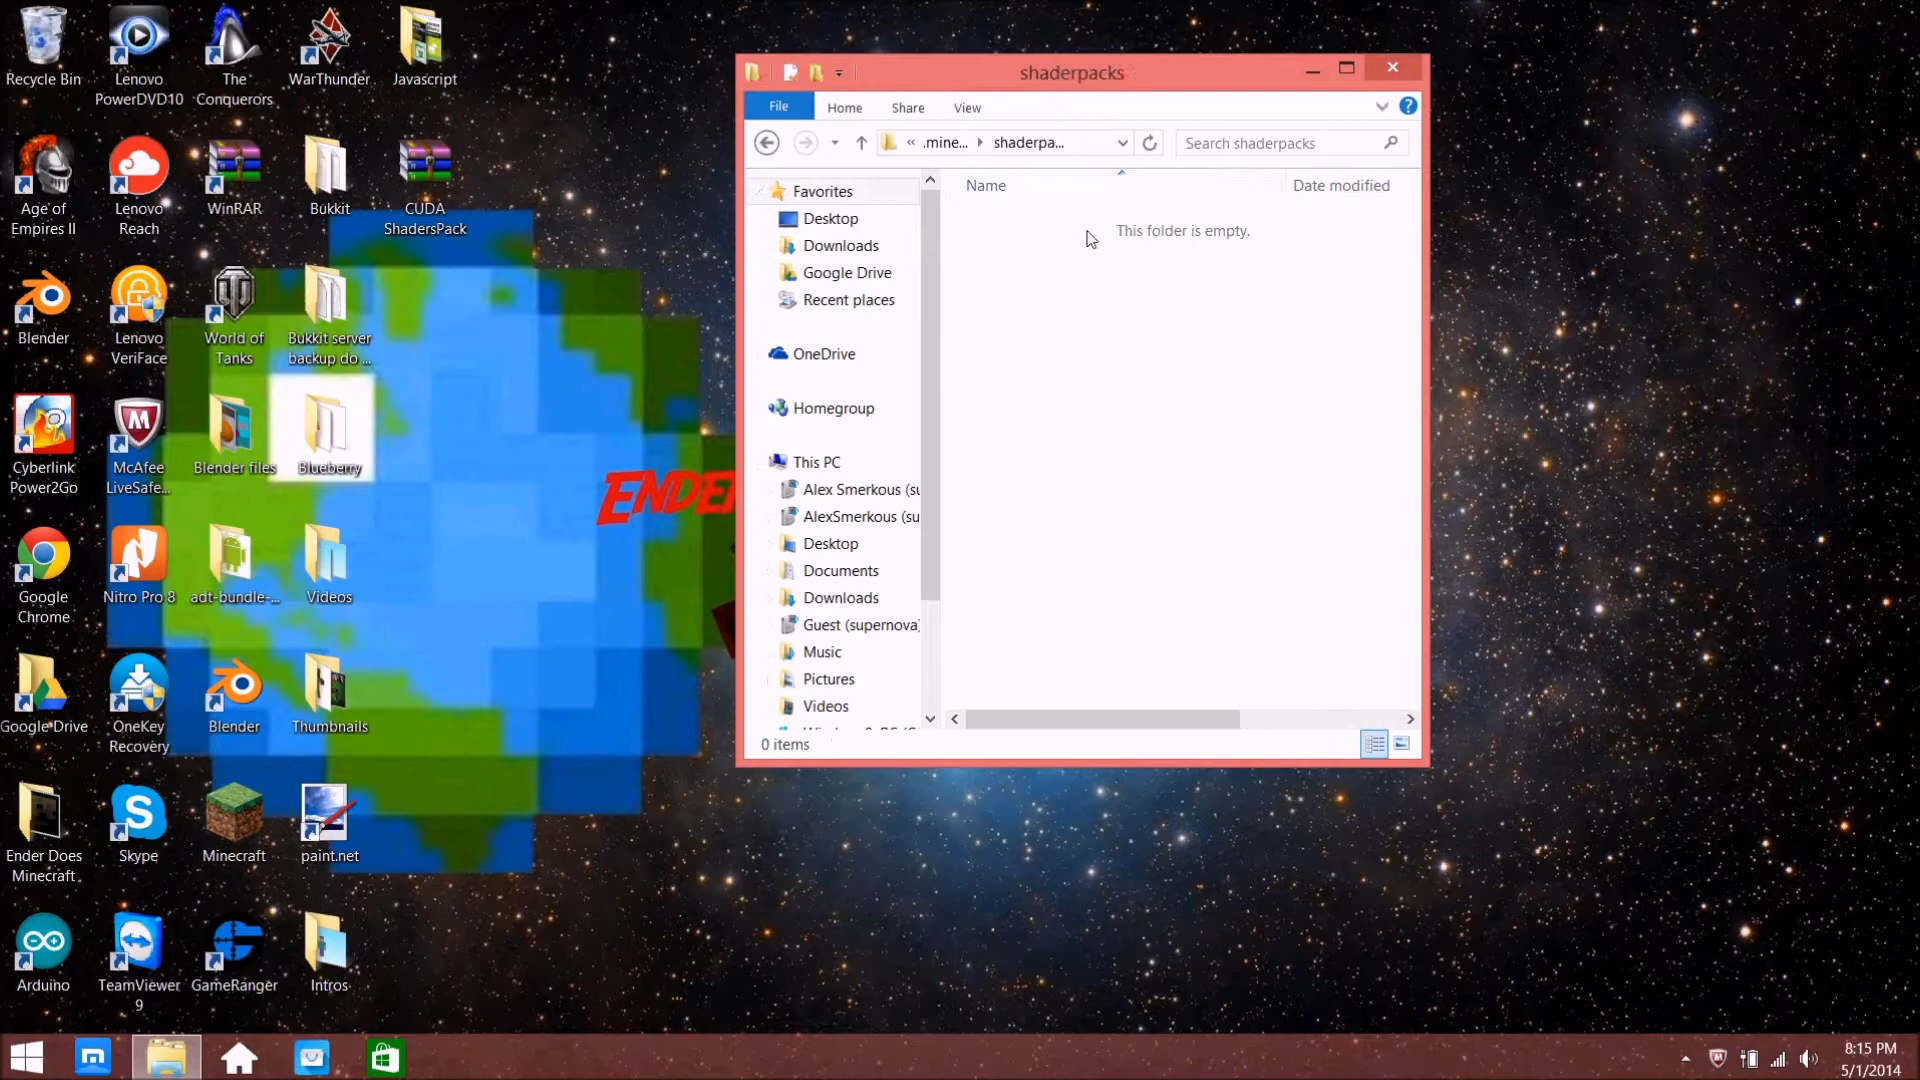 Recycle Bin
Lenovo
PowerDVD10
The
Conquerors
WarThunder
Javascript
Age of
Empires II
Lenovo
Reach
WinRAR
Bukkit
CUDA
ShadersPack
Blender
Lenovo
VeriFace
World of
Tanks
Bukkit server
backup do ...
Cyberlink
Power2Go
McAfee
LiveSafe...
Blender files
Blueberry
Google
Chrome
Nitro Pro 8
adt-bundle-...
Videos
Google Drive
OneKey
Recovery
Blender
Thumbnails
Ender Does
Minecraft
Skype
Minecraft
paint.net
Arduino
TeamViewer
9
GameRanger
Intros
ENDE
shaderpacks
File
Home
Share
View
« .mine...
shaderpa...
Search shaderpacks
Name
Date modified
This folder is empty.
Favorites
Desktop
Downloads
Google Drive
Recent places
OneDrive
Homegroup
This PC
Alex Smerkous (su
AlexSmerkous (su
Desktop
Documents
Downloads
Guest (supernova)
Music
Pictures
Videos
0 items
8:15 PM
5/1/2014